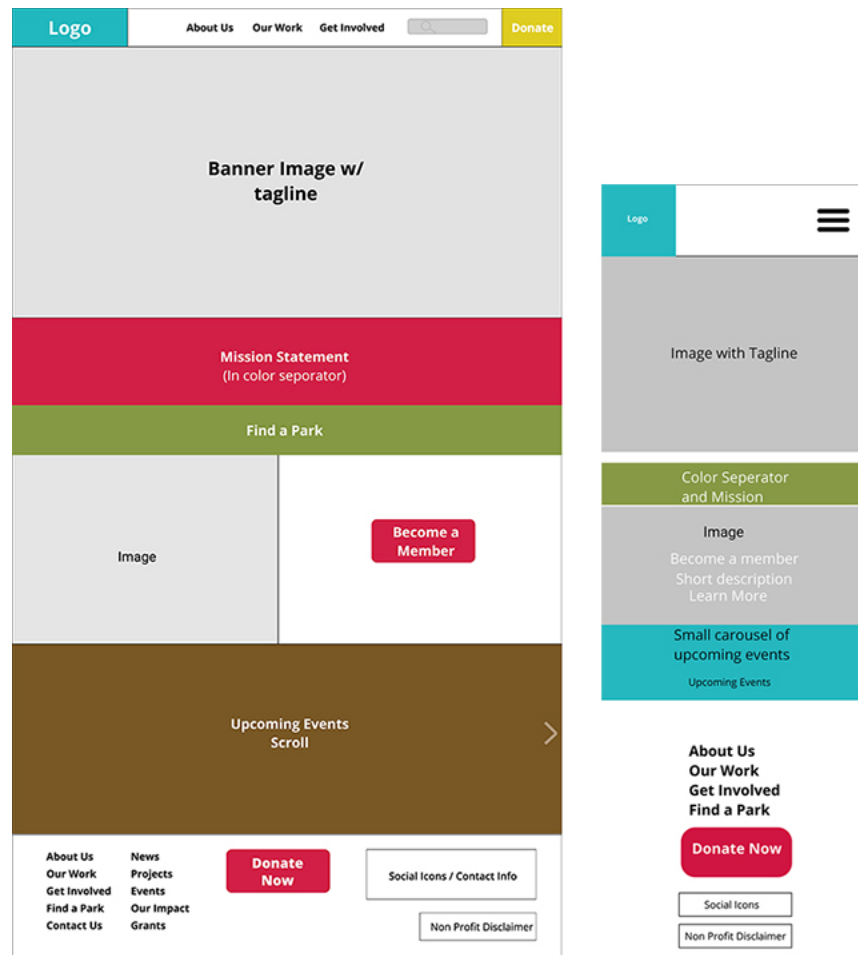 Logo
About Us Our Work Get Involved
Donate
Banner Image w/
tagline
Mission Statement
(In color seporator)
Find a Park
Image
Become a
Member
Upcoming Events
Scroll
About Us
Our Work
Get Involved
Find a Park
Contact Us
News
Projects
Events
Our Impact
Grants
Donate
Now
Social Icons / Contact Info
Non Profit Disclaimer
Logo
Image with Tagline
Color Seperator
and Mission
Image
Become a member
Short description
Learn More
Small carousel of
upcoming events
Upcoming Events
About Us
Our Work
Get Involved
Find a Park
Donate Now
Social Icons
Non Profit Disclaimer